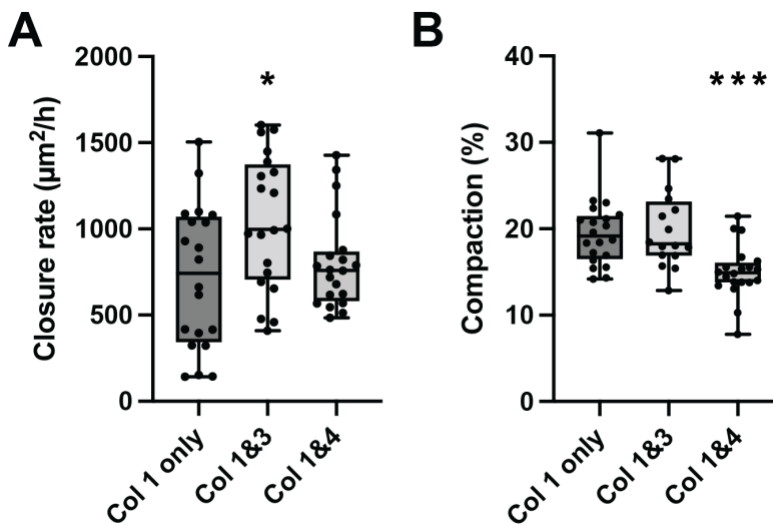 A
Closure rate (µm²/h)
2000
1500
1000
500
0
*
Col 1 only
Col 1&3
Col 1&4
B
Compaction (%)
40
30
20
10
0
***
Col 1 only
Col 1&3
Col 1&4